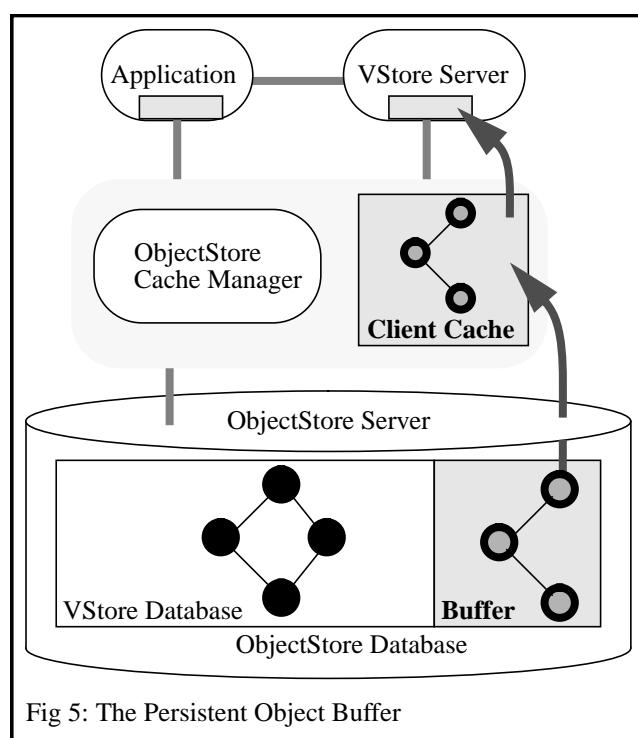 Application
VStore Server
ObjectStore
Cache Manager
Client Cache
ObjectStore Server
VStore Database
Buffer
ObjectStore Database
Fig 5: The Persistent Object Buffer